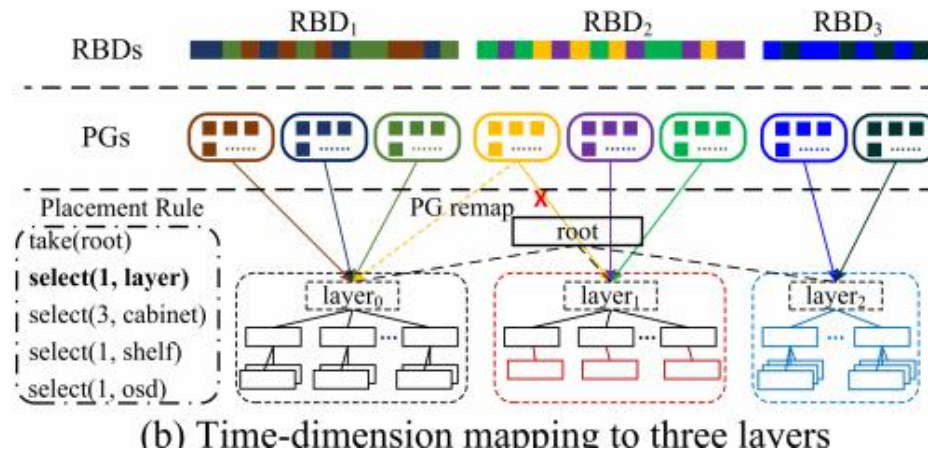 RBD₁ RBD₂ RBD₃
RBDs
PGs
...... ...... ...... ...... ...... ...... ...... ......
Placement Rule
PG remap
X
root
take(root)
select(1, layer)
select(3, cabinet)
select(1, shelf)
select(1, osd)
layer₀ layer₁ layer₂
... ... ...
(b) Time-dimension mapping to three layers